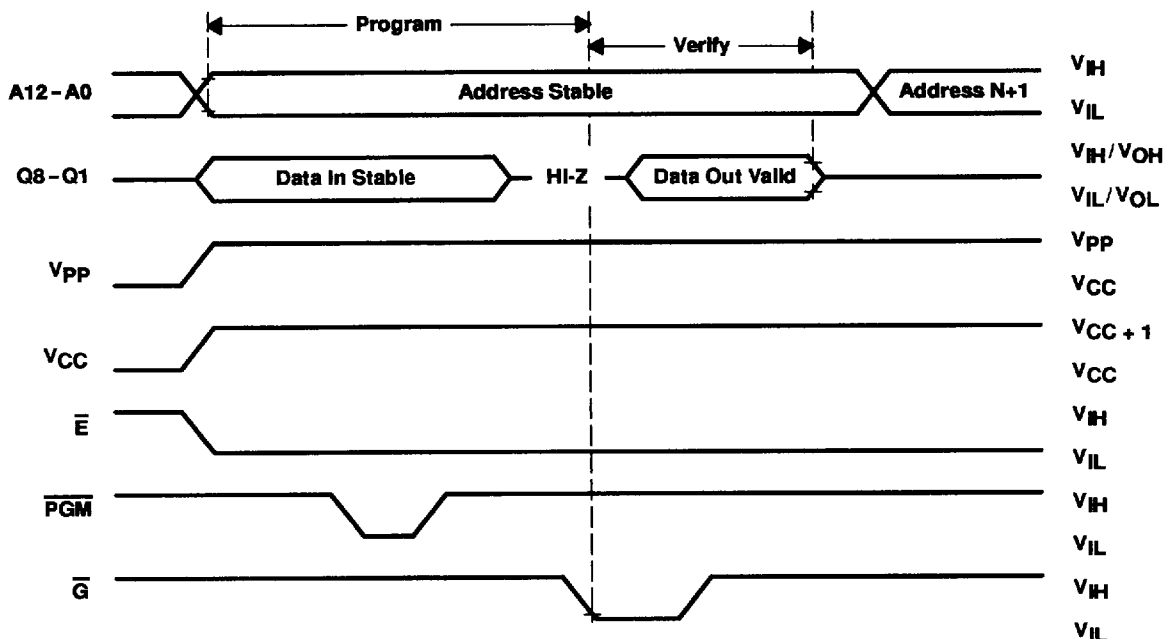 Program
Verify
A12–A0
Address Stable
Address N+1
VIH
VIL
Q8–Q1
Data In Stable
HI-Z
Data Out Valid
VIH/VOH
VIL/VOL
VPP
VPP
VCC
VCC
VCC + 1
VCC
E̅
VIH
VIL
P̅G̅M̅
VIH
VIL
G̅
VIH
VIL